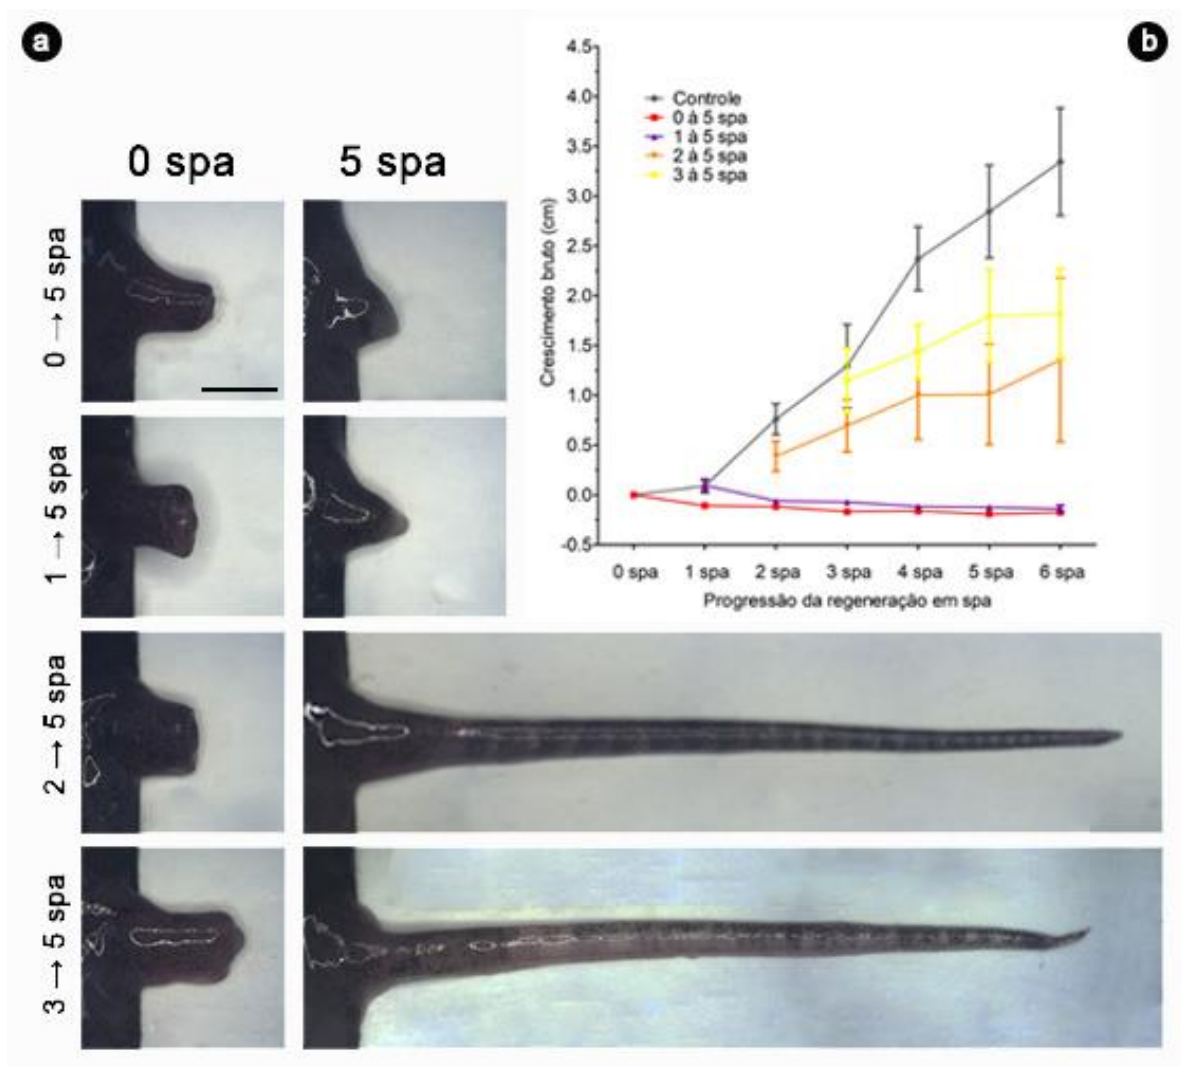 a
b
0 spa
5 spa
0 → 5 spa
1 → 5 spa
2 → 5 spa
3 → 5 spa
4.5
4.0
3.5
3.0
2.5
2.0
1.5
1.0
0.5
0.0
-0.5
Crescimento bruto (cm)
Controle
0 à 5 spa
1 à 5 spa
2 à 5 spa
3 à 5 spa
0 spa 1 spa 2 spa 3 spa 4 spa 5 spa 6 spa
Progressão da regeneração em spa